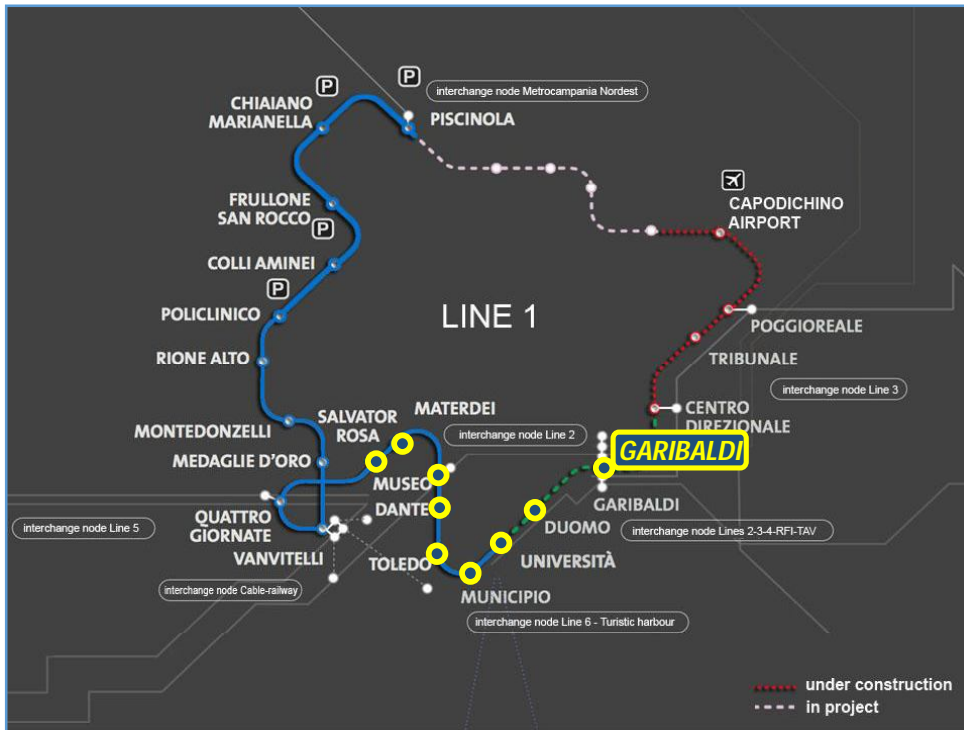 P
P
interchange node Metrocampania Nordest
CHIAIANO
MARIANELLA
PISCINOLA
FRULLONE
SAN ROCCO
P
CAPODICHINO
AIRPORT
COLLI AMINEI
P
POLICLINICO
LINE 1
POGGIOREALE
RIONE ALTO
TRIBUNALE
interchange node Line 3
SALVATOR
ROSA
MATERDEI
CENTRO
DIREZIONALE
MONTEDONZELLI
interchange node Line 2
GARIBALDI
MEDAGLIE D'ORO
MUSEO
GARIBALDI
DANTE
QUATTRO
GIORNATE
DUOMO
interchange node Line 5
interchange node Lines 2-3-4-RFI-TAV
VANVITELLI
TOLEDO
UNIVERSITÀ
interchange node Cable-railway
MUNICIPIO
interchange node Line 6 - Turistic harbour
under construction
in project